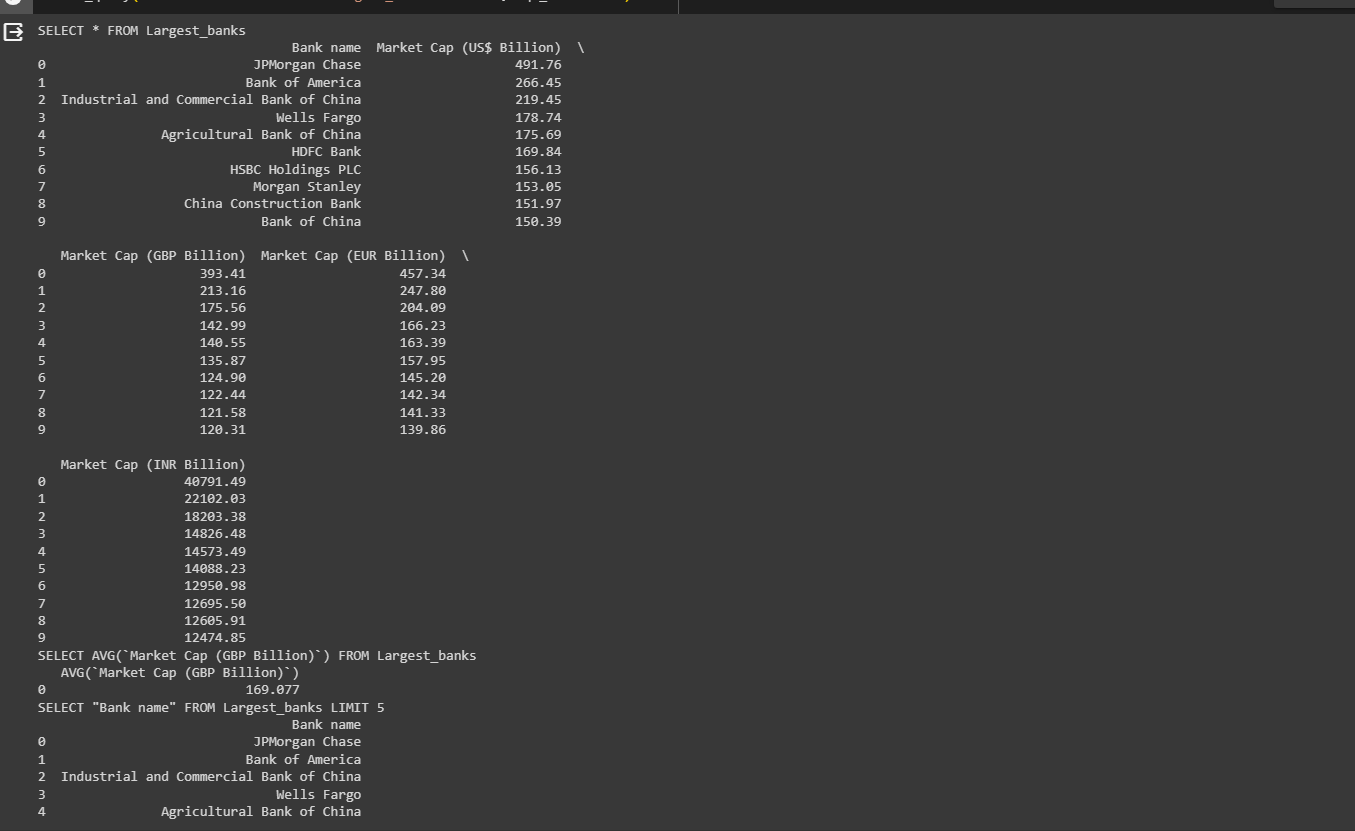 SELECT * FROM Largest_banks
Bank name  Market Cap (US$ Billion)  \
0 JPMorgan Chase 491.76
1 Bank of America 266.45
2 Industrial and Commercial Bank of China 219.45
3 Wells Fargo 178.74
4 Agricultural Bank of China 175.69
5 HDFC Bank 169.84
6 HSBC Holdings PLC 156.13
7 Morgan Stanley 153.05
8 China Construction Bank 151.97
9 Bank of China 150.39
Market Cap (GBP Billion)  Market Cap (EUR Billion)  \
0 393.41 457.34
1 213.16 247.80
2 175.56 204.09
3 142.99 166.23
4 140.55 163.39
5 135.87 157.95
6 124.90 145.20
7 122.44 142.34
8 121.58 141.33
9 120.31 139.86
Market Cap (INR Billion)
0 40791.49
1 22102.03
2 18203.38
3 14826.48
4 14573.49
5 14088.23
6 12950.98
7 12695.50
8 12605.91
9 12474.85
SELECT AVG(`Market Cap (GBP Billion)`) FROM Largest_banks
AVG(`Market Cap (GBP Billion)`)
0 169.077
SELECT "Bank name" FROM Largest_banks LIMIT 5
Bank name
0 JPMorgan Chase
1 Bank of America
2 Industrial and Commercial Bank of China
3 Wells Fargo
4 Agricultural Bank of China